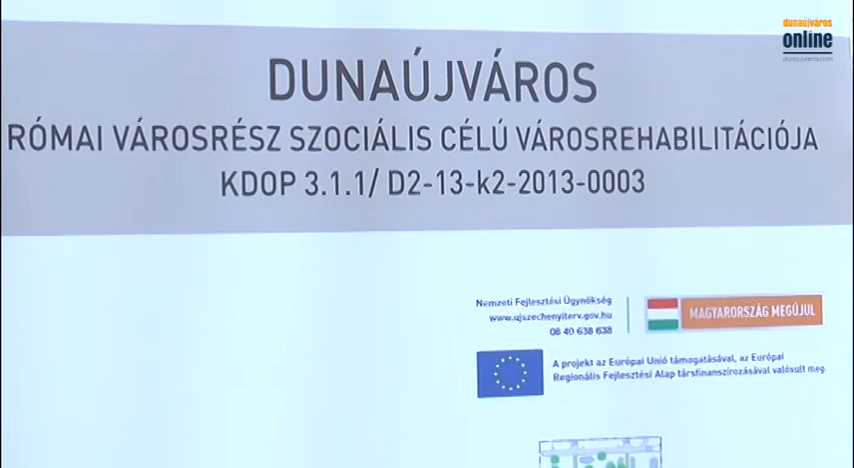 dunaújváros
online
dunaujvaros.com
DUNAÚJVÁROS
RÓMAI VÁROSRÉSZ SZOCIÁLIS CÉLÚ VÁROSREHABILITÁCIÓJA
KDOP 3.1.1/ D2-13-k2-2013-0003
Nemzeti Fejlesztési Ügynökség
www.ujszechenyiterv.gov.hu
06 40 638 638
MAGYARORSZÁG MEGÚJUL
A projekt az Európai Unió támogatásával, az Európai
Regionális Fejlesztési Alap társfinanszírozásával valósult meg.